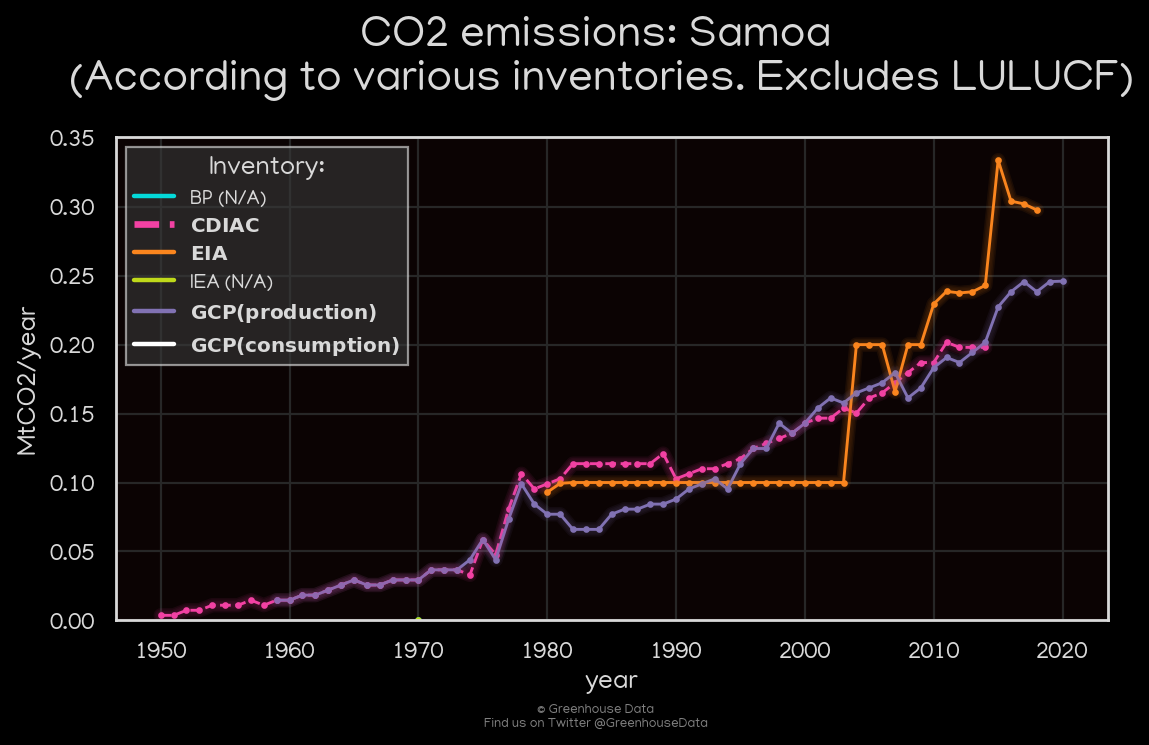 CO2 emissions: Samoa
(According to various inventories. Excludes LULUCF)
0.35
0.30
0.25
0.20
0.15
0.10
0.05
0.00
MtCO2/year
Inventory:
BP (N/A)
CDIAC
EIA
IEA (N/A)
GCP(production)
GCP(consumption)
1950 1960 1970 1980 1990 2000 2010 2020
year
© Greenhouse Data
Find us on Twitter @GreenhouseData